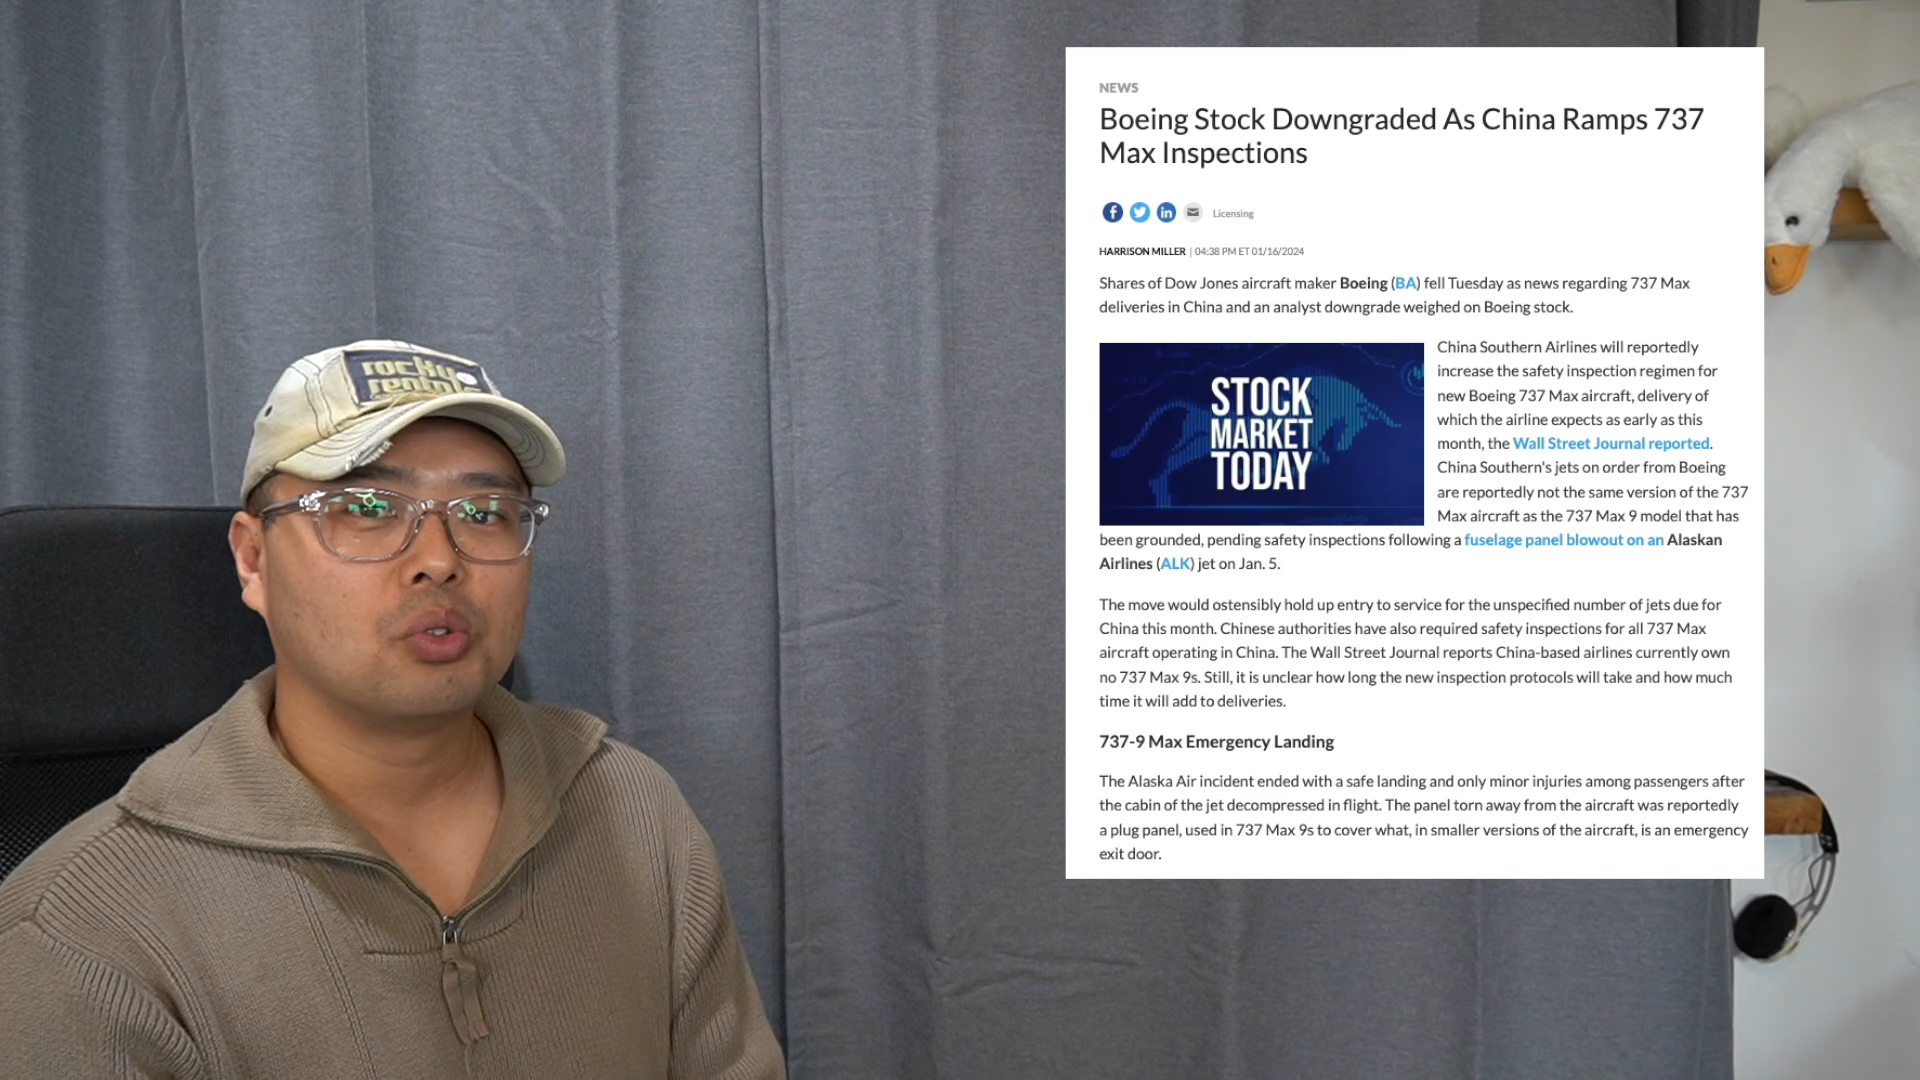 NEWS
Boeing Stock Downgraded As China Ramps 737
Max Inspections
Licensing
HARRISON MILLER | 04:38 PM ET 01/16/2024
Shares of Dow Jones aircraft maker Boeing (BA) fell Tuesday as news regarding 737 Max
deliveries in China and an analyst downgrade weighed on Boeing stock.
STOCK
MARKET
TODAY
China Southern Airlines will reportedly
increase the safety inspection regimen for
new Boeing 737 Max aircraft, delivery of
which the airline expects as early as this
month, the Wall Street Journal reported.
China Southern's jets on order from Boeing
are reportedly not the same version of the 737
Max aircraft as the 737 Max 9 model that has
been grounded, pending safety inspections following a fuselage panel blowout on an Alaskan
Airlines (ALK) jet on Jan. 5.
The move would ostensibly hold up entry to service for the unspecified number of jets due for
China this month. Chinese authorities have also required safety inspections for all 737 Max
aircraft operating in China. The Wall Street Journal reports China-based airlines currently own
no 737 Max 9s. Still, it is unclear how long the new inspection protocols will take and how much
time it will add to deliveries.
737-9 Max Emergency Landing
The Alaska Air incident ended with a safe landing and only minor injuries among passengers after
the cabin of the jet decompressed in flight. The panel torn away from the aircraft was reportedly
a plug panel, used in 737 Max 9s to cover what, in smaller versions of the aircraft, is an emergency
exit door.
rocky